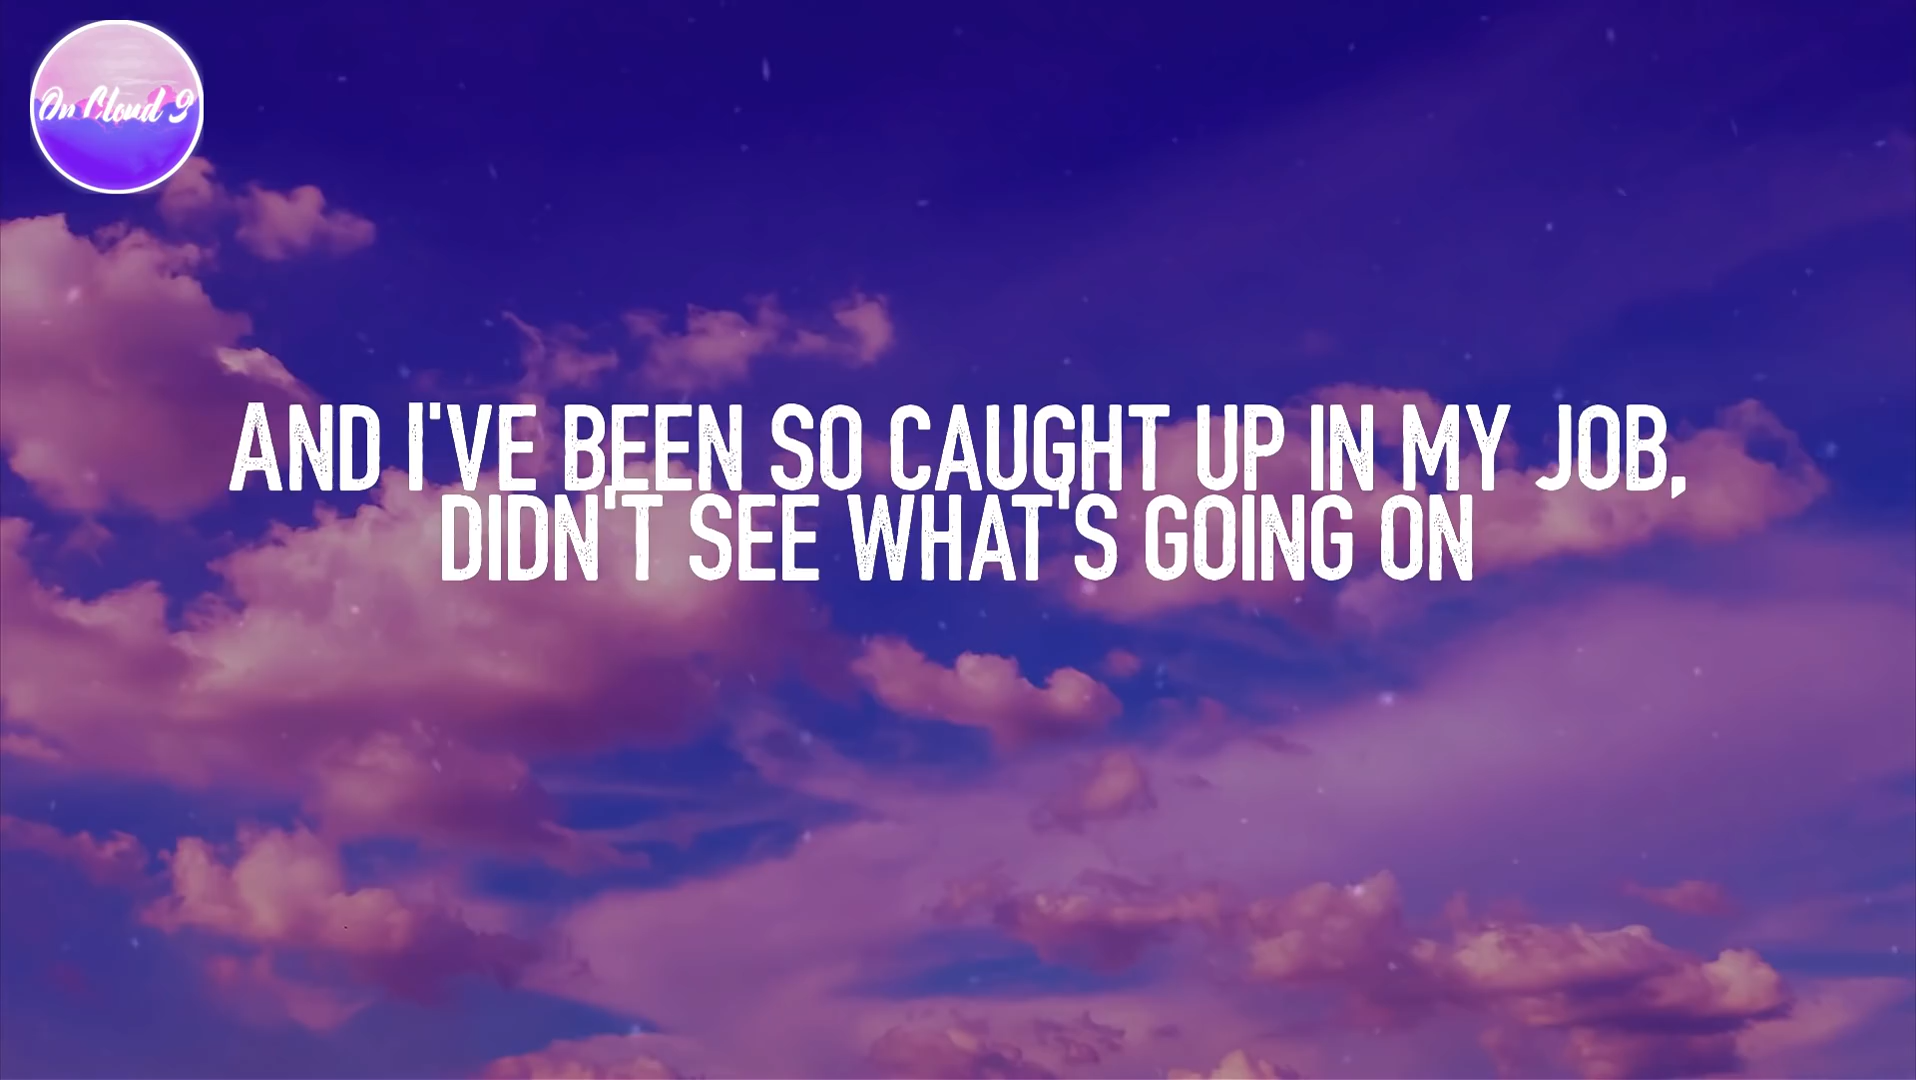 On Cloud 9
AND I'VE BEEN SO CAUGHT UP IN MY JOB,
DIDN'T SEE WHAT'S GOING ON